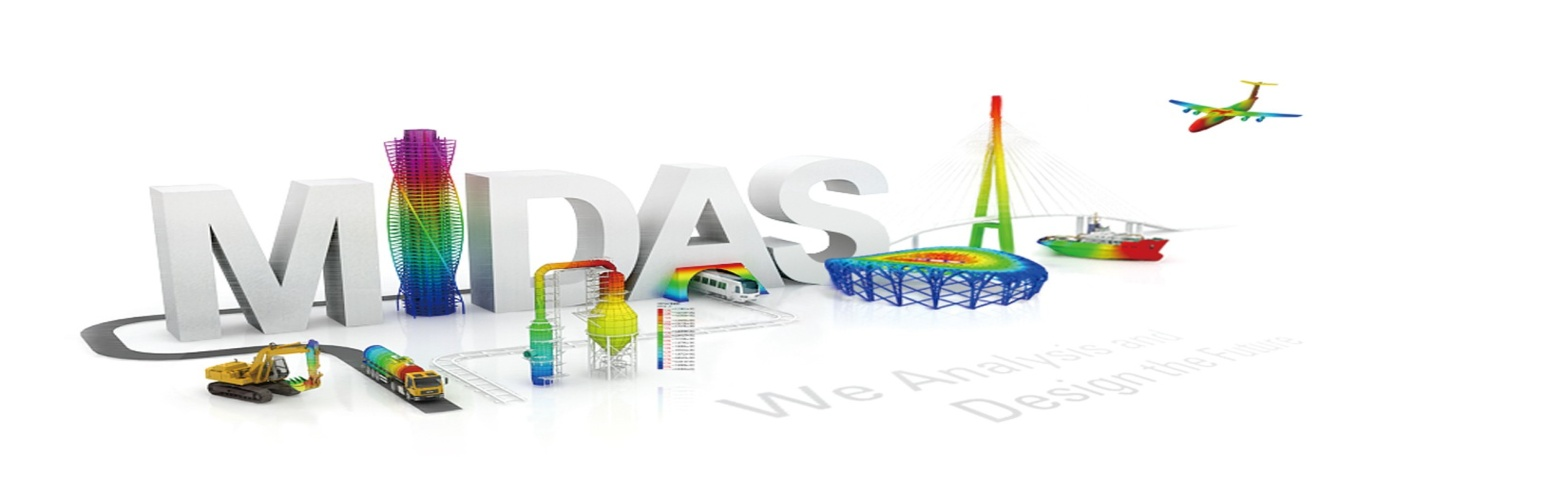 MIDAS
We Analysis and
Design the Future